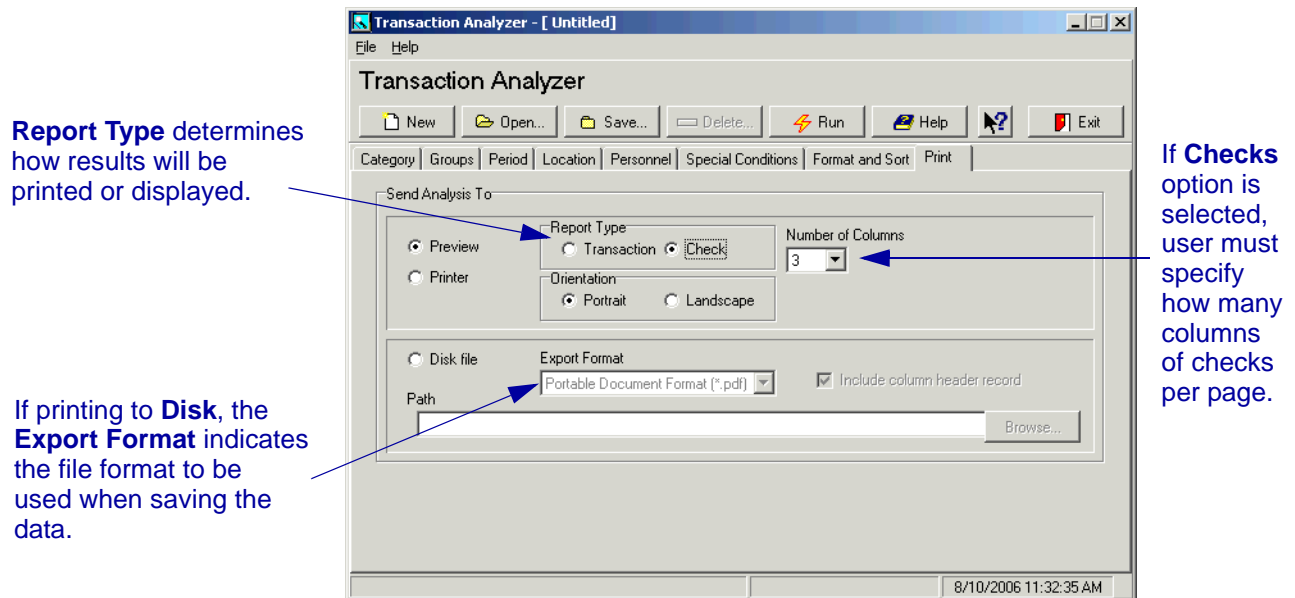 Transaction Analyzer - [ Untitled]
File Help
Transaction Analyzer
New Open... Save... Delete... Run Help Exit
Category Groups Period Location Personnel Special Conditions Format and Sort Print
Report Type determines
how results will be
printed or displayed.
Send Analysis To
Preview
Printer
Report Type
Transaction Check
Orientation
Portrait Landscape
Number of Columns
3
Disk file
Export Format
Portable Document Format (*.pdf)
Include column header record
Path
Browse...
If printing to Disk, the
Export Format indicates
the file format to be
used when saving the
data.
If Checks
option is
selected,
user must
specify
how many
columns
of checks
per page.
8/10/2006 11:32:35 AM